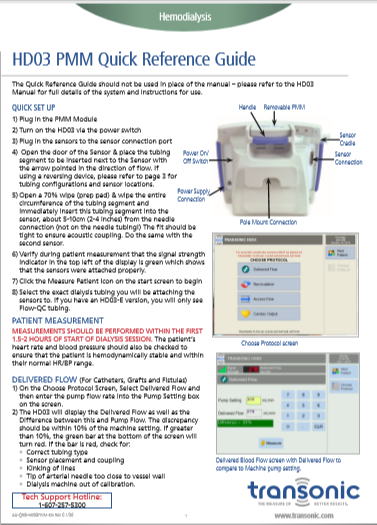 Hemodialysis
HD03 PMM Quick Reference Guide
The Quick Reference Guide should not be used in place of the manual – please refer to the HD03
Manual for full details of the system and instructions for use.
QUICK SET UP
1) Plug in the PMM Module
2) Turn on the HD03 via the power switch
3) Plug in the sensors to the sensor connection port
4) Open the door of the Sensor & place the tubing
segment to be inserted next to the Sensor with
the arrow pointed in the direction of flow. If
using a reversing device, please refer to page 3 for
tubing configurations and sensor locations.
5) Open a 70% wipe (prep pad) & wipe the entire
circumference of the tubing segment and
immediately insert this tubing segment into the
sensor, about 5-10cm (2-4 inches) from the needle
connection (not on the needle tubing!) The fit should be
tight to ensure acoustic coupling. Do the same with the
second sensor.
6) Verify during patient measurement that the signal strength
indicator in the top left of the display is green which shows
that the sensors were attached properly.
7) Click the Measure Patient icon on the start screen to begin
8) Select the exact dialysis tubing you will be attaching the
sensors to. If you have an HD03-E version, you will only see
Flow-QC tubing.
PATIENT MEASUREMENT
MEASUREMENTS SHOULD BE PERFORMED WITHIN THE FIRST
1.5-2 HOURS OF START OF DIALYSIS SESSION. The patient's
heart rate and blood pressure should also be checked to
ensure that the patient is hemodynamically stable and within
their normal HR/BP range.
DELIVERED FLOW (For Catheters, Grafts and Fistulae)
1) On the Choose Protocol Screen, Select Delivered Flow and
then enter the pump flow rate into the Pump Setting box
on the screen.
2) The HD03 will display the Delivered Flow as well as the
Difference between this and Pump Flow. The discrepancy
should be within 10% of the machine setting. If greater
than 10%, the green bar at the bottom of the screen will
turn red. If the bar is red, check for:
• Correct tubing type
• Sensor placement and coupling
• Kinking of lines
• Tip of arterial needle too close to vessel wall
• Dialysis machine out of calibration.
Tech Support Hotline:
1-607-257-5300
Handle
Removable PMM
Sensor
Cradle
Power On/
Off Switch
Sensor
Connection
Power Supply
Connection
Pole Mount Connection
TRANSONIC HD03
CHOOSE PROTOCOL
Delivered Flow
Recirculation
Access Flow
Cardiac Output
Choose Protocol screen
TRANSONIC HD03
Delivered Flow
Pump Setting
Delivered Flow
Measure
Delivered Blood Flow screen with Delivered Flow to
compare to Machine pump setting.
transonic
THE MEASURE OF BETTER RESULTS.
1
www.transonic.com